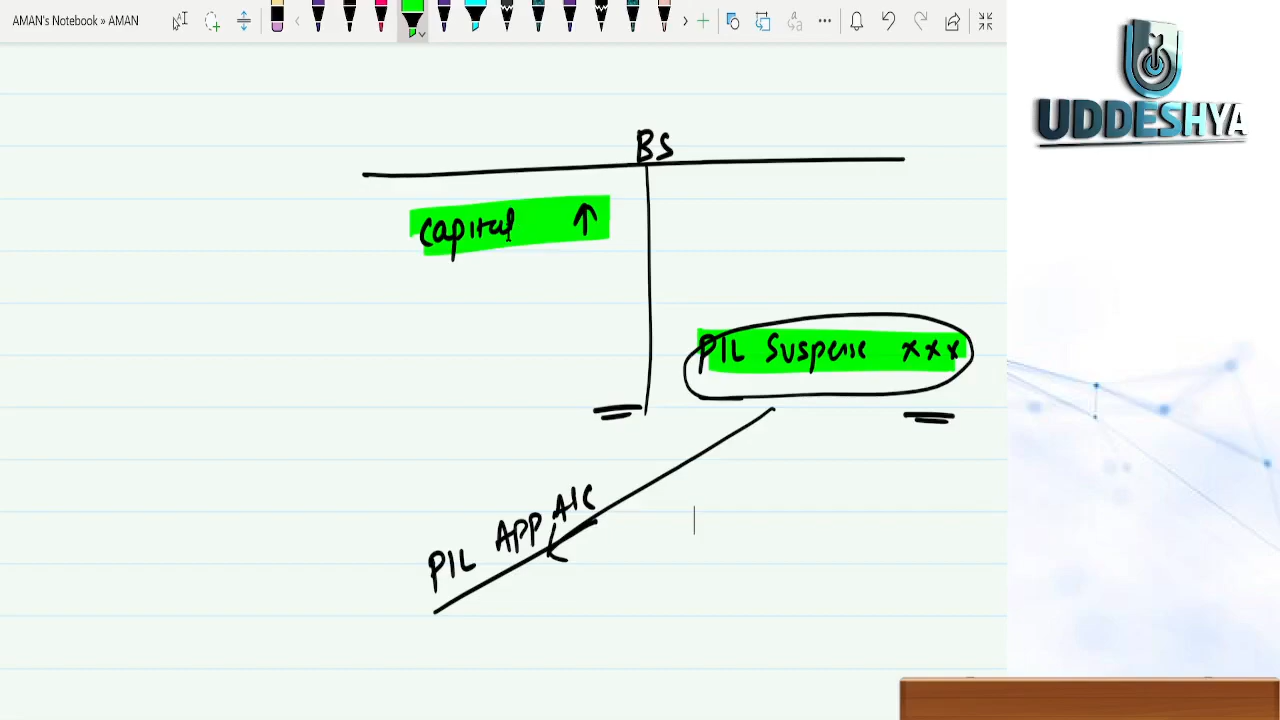 AMAN's Notebook » AMAN
UDDESHYA
BS
Capital ↑
P|L Suspense xxx
P|L APP A|C